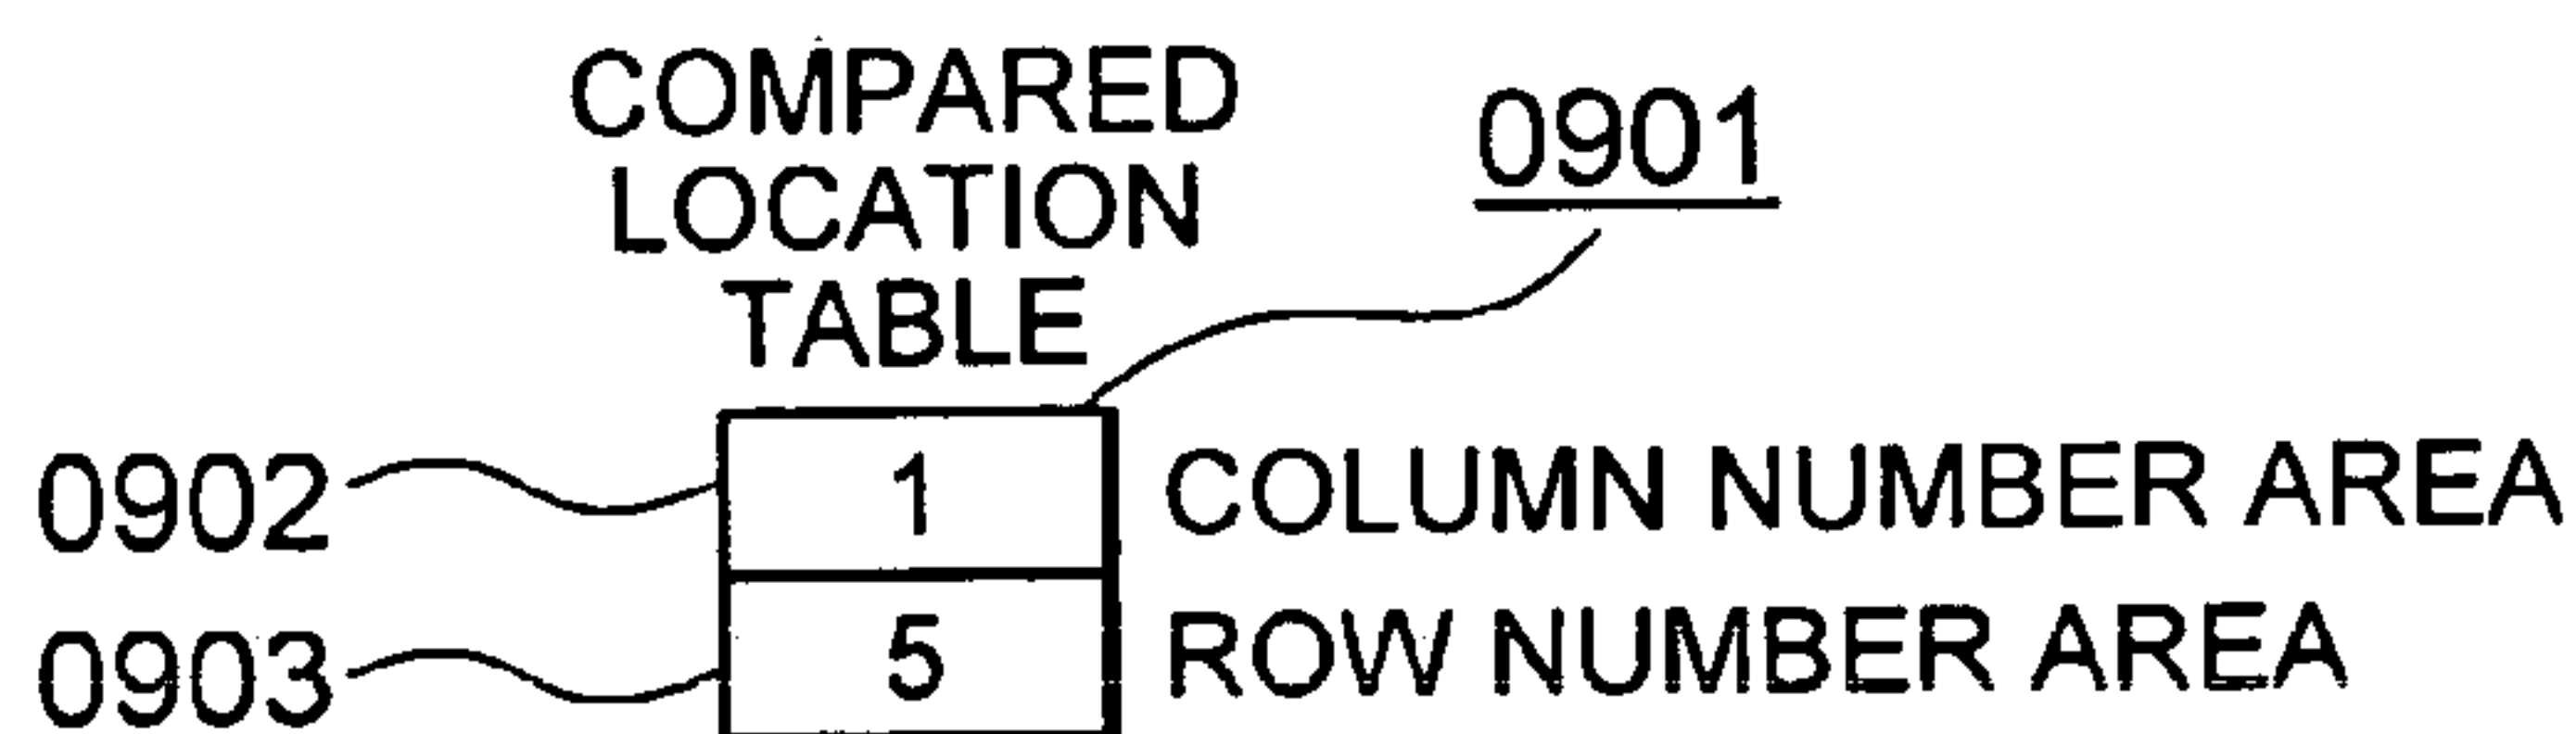 COMPARED
LOCATION
TABLE
0901
0902 1 COLUMN NUMBER AREA
0903 5 ROW NUMBER AREA